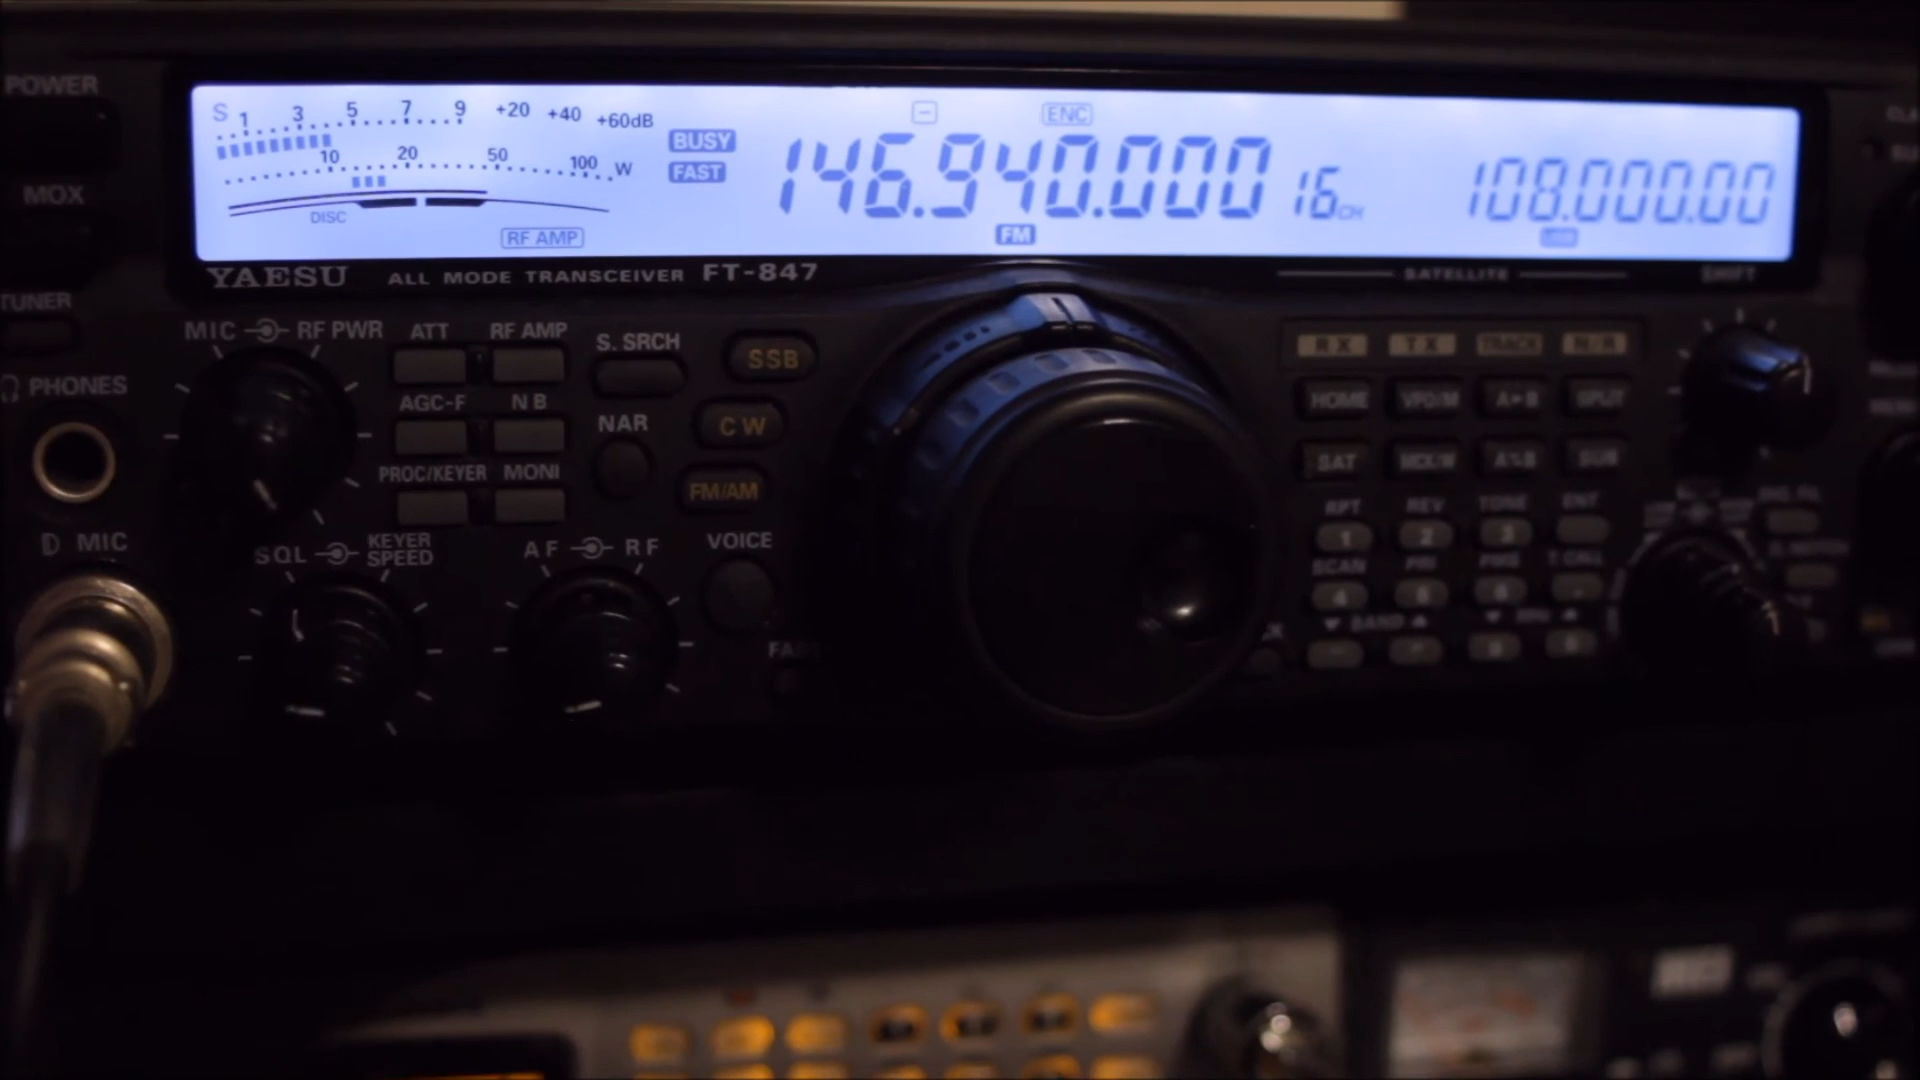 POWER
S 1 3 5 7 9 +20 +40 +60dB
10 20 50 100 W
DISC
RF AMP
BUSY
FAST
−
ENC
146.940.000
16 CH
FM
108.000.00
MOX
YAESU ALL MODE TRANSCEIVER FT-847
SATELLITE
SHIFT
TUNER
MIC RF PWR
ATT RF AMP
S. SRCH
SSB
RX TX TRACK N/R
PHONES
AGC-F NB
NAR
CW
HOME VFO/M A▸B SPLIT
PROC/KEYER MONI
FM/AM
SAT MCK/W SUB
MIC
SQL KEYER SPEED
AF RF
VOICE
RPT REV TONE ENT
1 2 3
SCAN PRI T.CALL
4
▼ BAND ▲